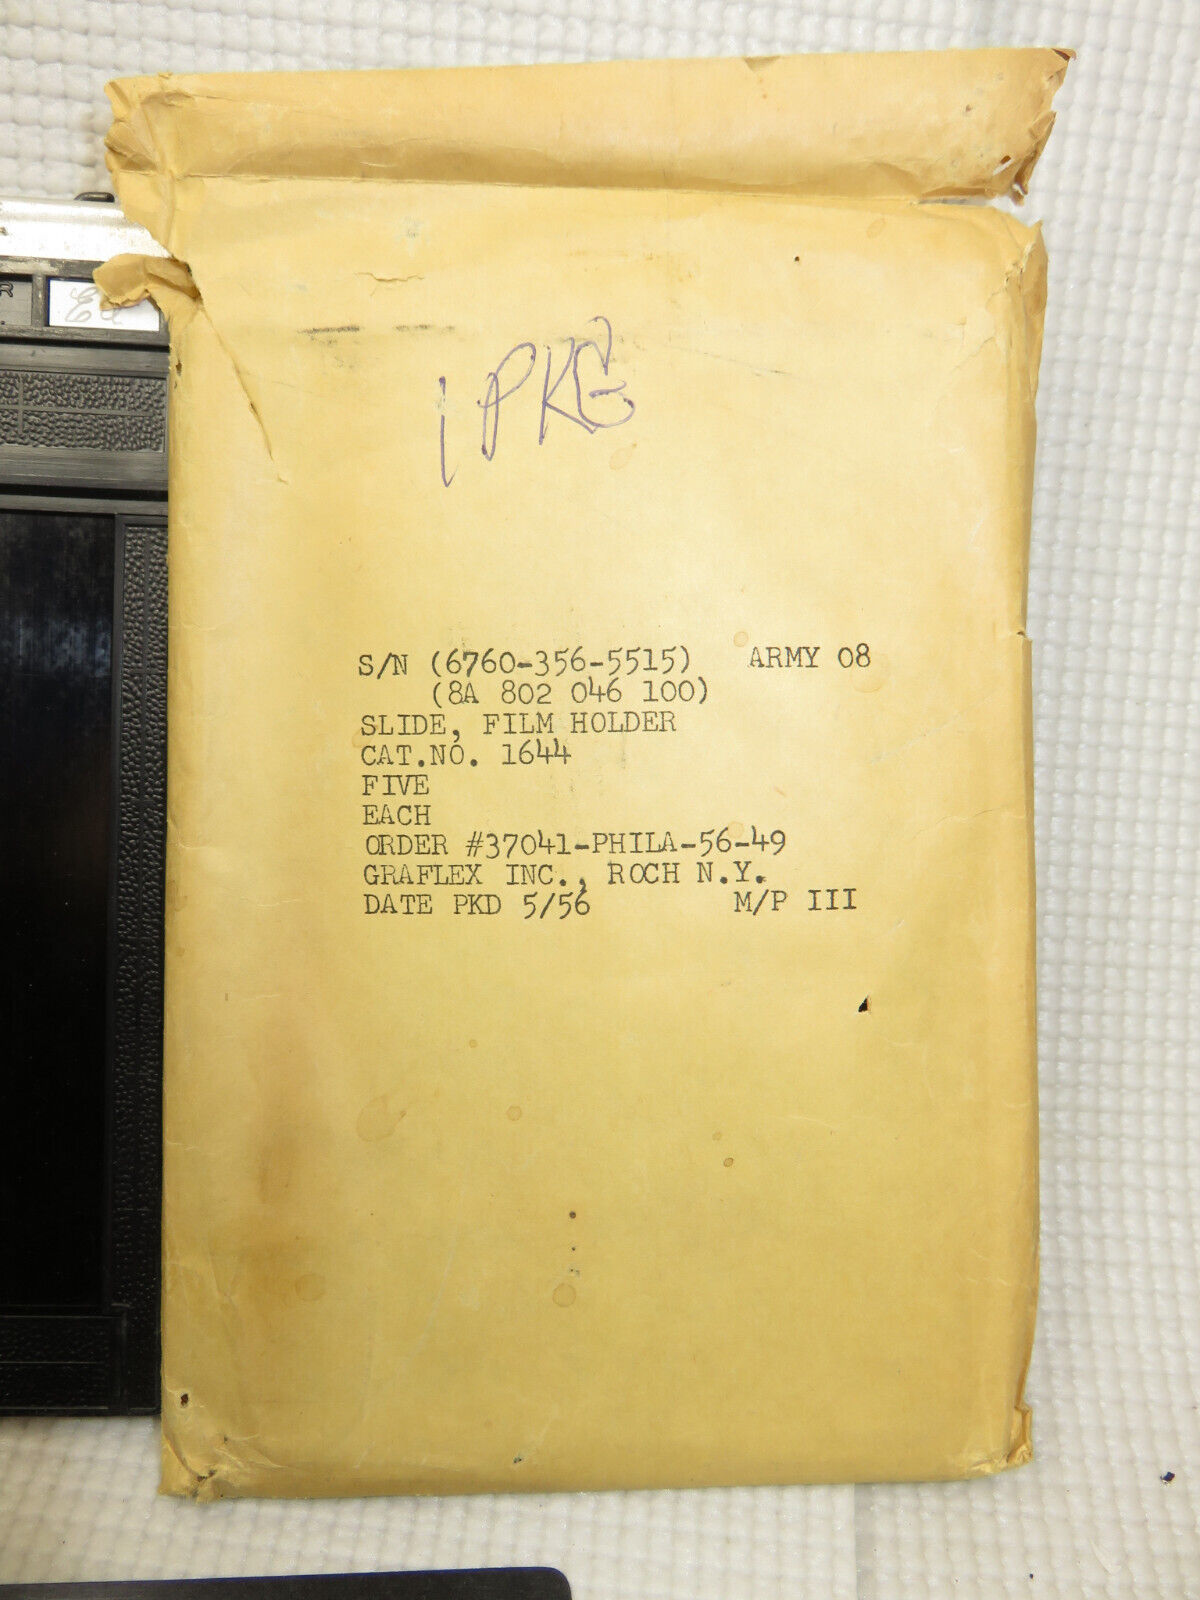 1 PKG
S/N (6760-356-5515) ARMY 08
(8A 802 046 100)
SLIDE, FILM HOLDER
CAT.NO. 1644
FIVE
EACH
ORDER #37041-PHILA-56-49
GRAFLEX INC., ROCH N.Y.
DATE PKD 5/56 M/P III